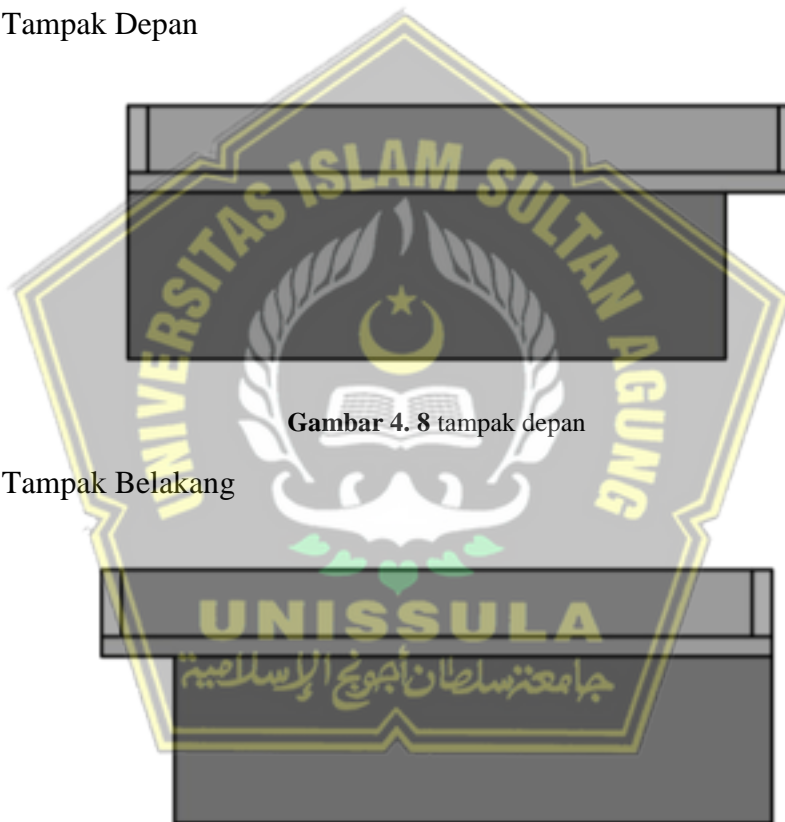 Tampak Depan
UNIVERSITAS ISLAM SULTAN AGUNG
Gambar 4. 8 tampak depan
Tampak Belakang
UNISSULA
جامعة سلطان أجونج الإسلامية